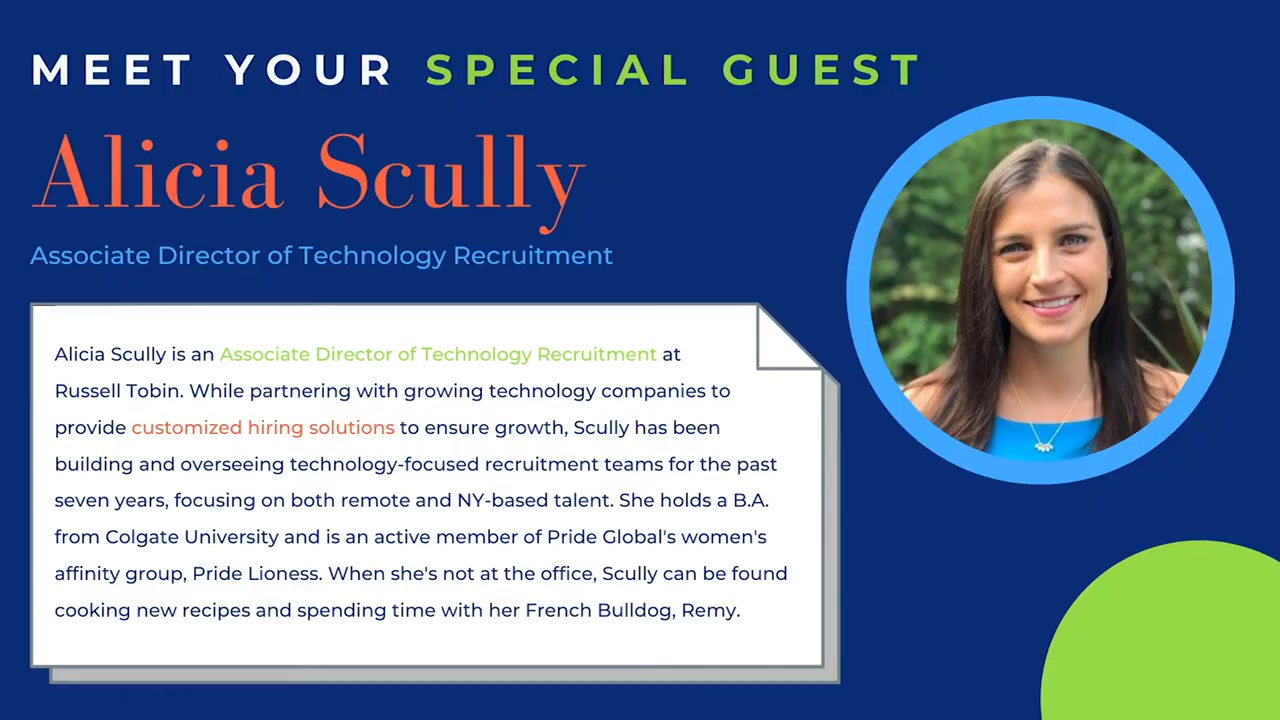 MEET YOUR SPECIAL GUEST
Alicia Scully
Associate Director of Technology Recruitment
Alicia Scully is an Associate Director of Technology Recruitment at
Russell Tobin. While partnering with growing technology companies to
provide customized hiring solutions to ensure growth, Scully has been
building and overseeing technology-focused recruitment teams for the past
seven years, focusing on both remote and NY-based talent. She holds a B.A.
from Colgate University and is an active member of Pride Global's women's
affinity group, Pride Lioness. When she's not at the office, Scully can be found
cooking new recipes and spending time with her French Bulldog, Remy.